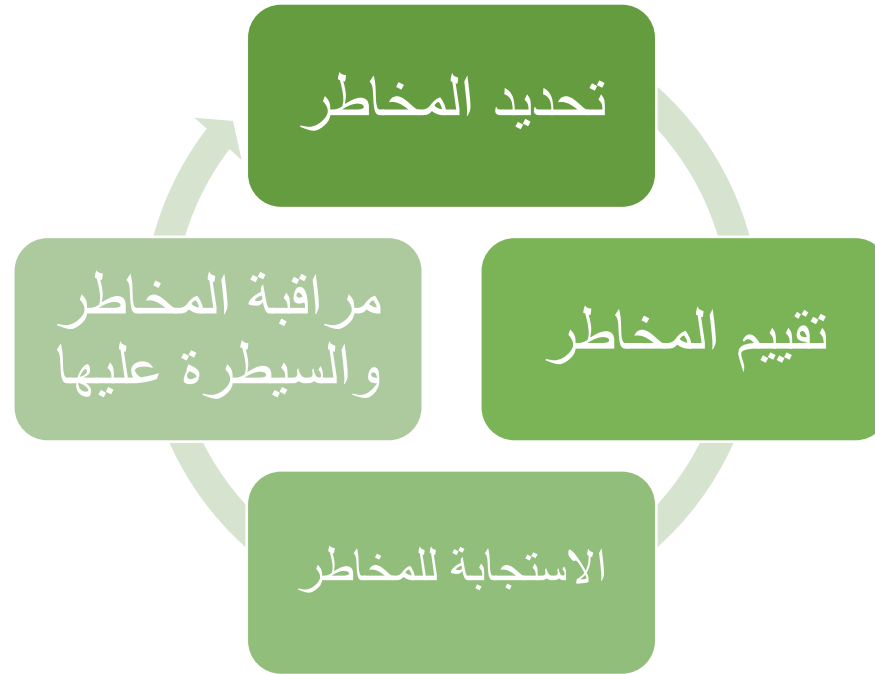 تحديد المخاطر
تقييم المخاطر
الاستجابة للمخاطر
مراقبة المخاطر
والسيطرة عليها